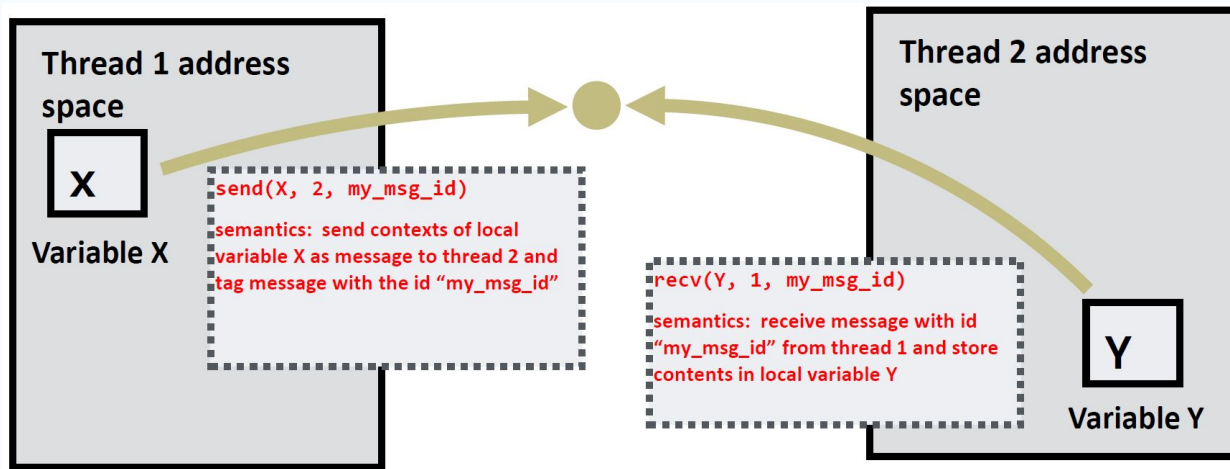 Thread 1 address
space
X
Variable X
send(X, 2, my_msg_id)
semantics: send contexts of local
variable X as message to thread 2 and
tag message with the id “my_msg_id”
Thread 2 address
space
recv(Y, 1, my_msg_id)
semantics: receive message with id
“my_msg_id” from thread 1 and store
contents in local variable Y
Y
Variable Y